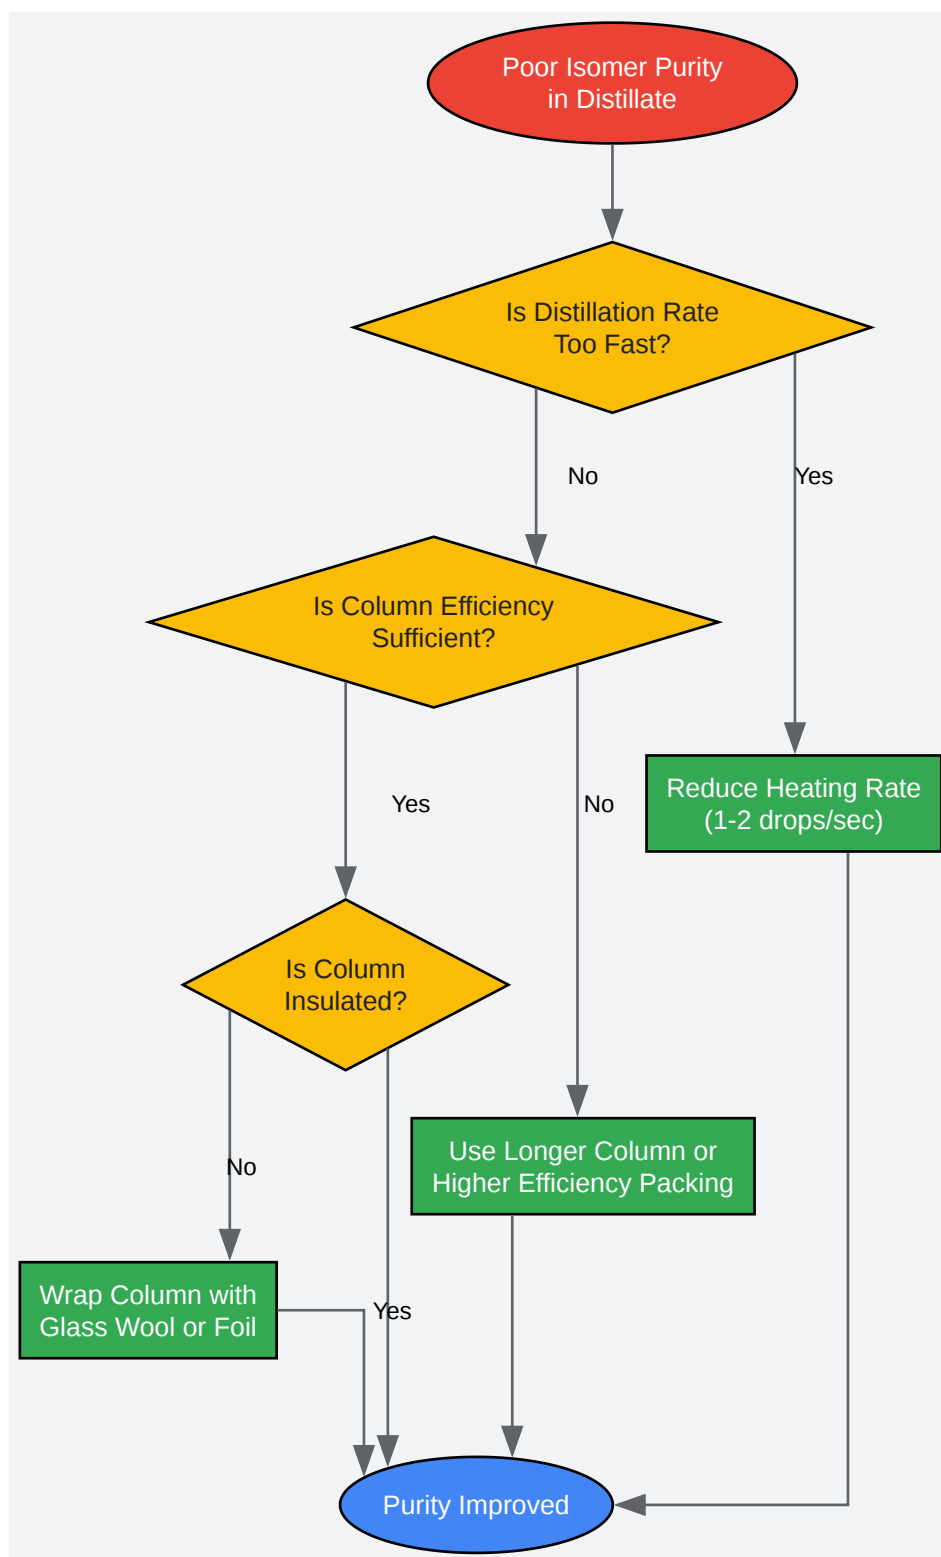 Poor Isomer Purity
in Distillate
Is Distillation Rate
Too Fast?
No
Yes
Is Column Efficiency
Sufficient?
Reduce Heating Rate
(1-2 drops/sec)
Yes
No
Is Column
Insulated?
Use Longer Column or
Higher Efficiency Packing
No
Wrap Column with
Glass Wool or Foil
Yes
Purity Improved